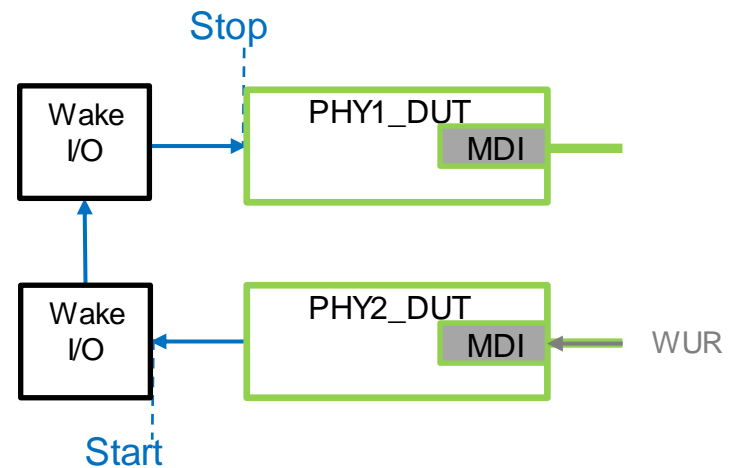 Stop
Wake
I/O
PHY1_DUT
MDI
Wake
I/O
PHY2_DUT
MDI
WUR
Start